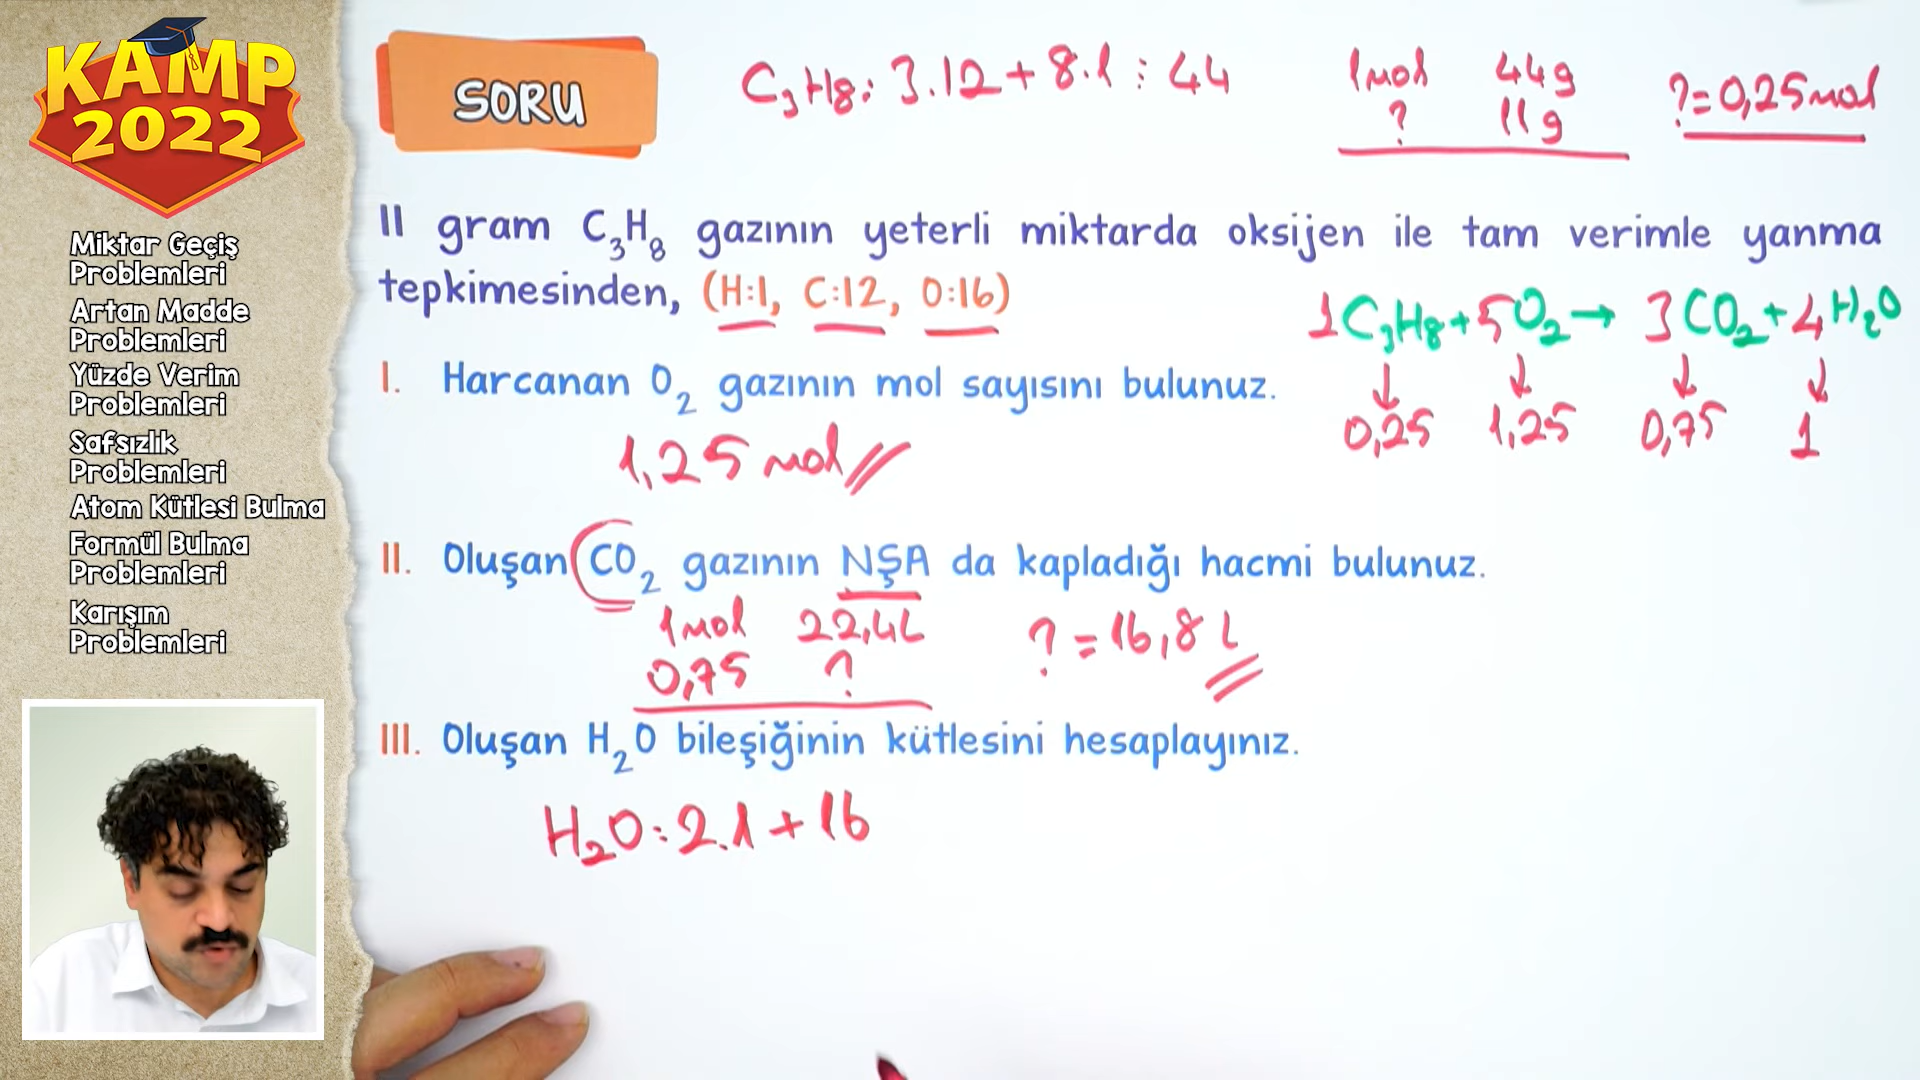 KAMP
2022
Miktar Geçiş
Problemleri
Artan Madde
Problemleri
Yüzde Verim
Problemleri
Safsızlık
Problemleri
Atom Kütlesi Bulma
Formül Bulma
Problemleri
Karışım
Problemleri
SORU
C₃H₈: 3.12+8.1 : 44
1mol 44g
? 11g
?=0,25mol
11 gram C₃H₈ gazının yeterli miktarda oksijen ile tam verimle yanma
tepkimesinden, (H:1, C:12, O:16)
1C₃H₈+5O₂→ 3CO₂+4H₂O
↓ ↓ ↓ ↓
0,25 1,25 0,75 1
I. Harcanan O₂ gazının mol sayısını bulunuz.
1,25 mol//
II. Oluşan CO₂ gazının NŞA da kapladığı hacmi bulunuz.
1mol 22,4L
0,75 ?
? = 16,8 L
III. Oluşan H₂O bileşiğinin kütlesini hesaplayınız.
H₂O: 2.1+16